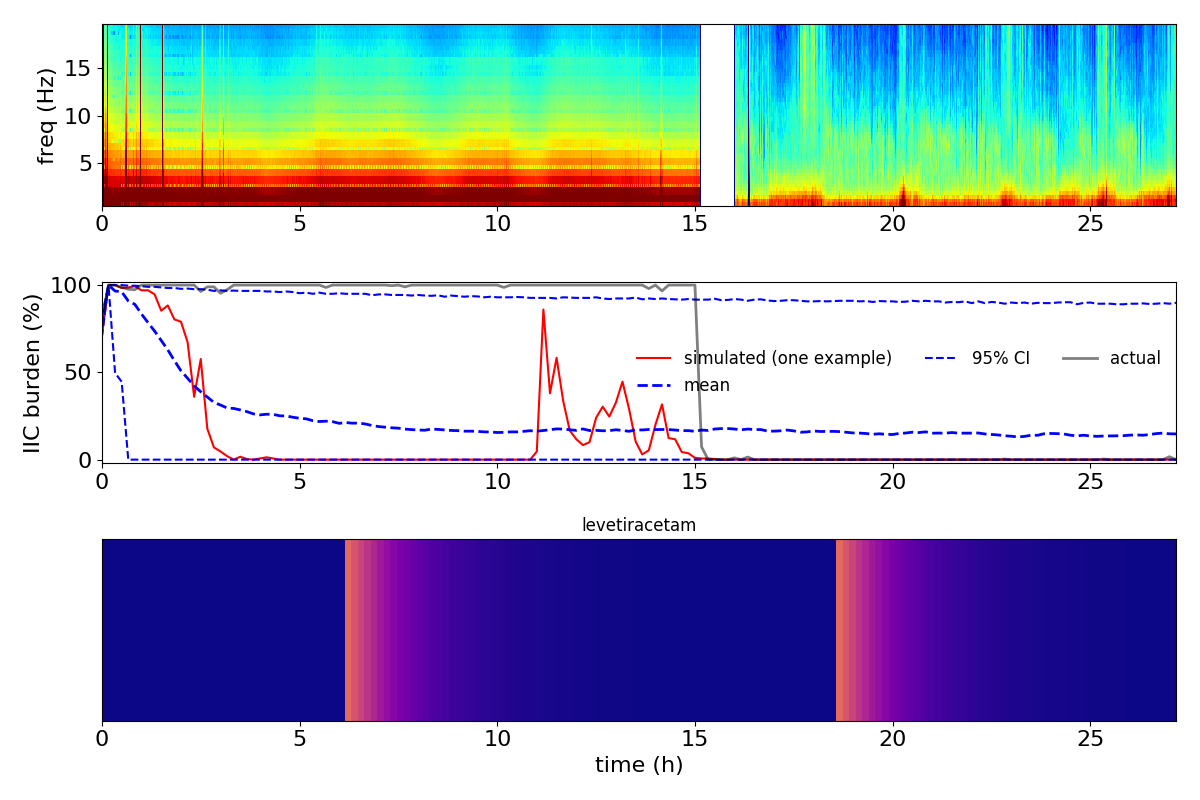 freq (Hz)
15
10
5
0 5 10 15 20 25
IIC burden (%)
100
50
0
simulated (one example) 95% CI actual
mean
0 5 10 15 20 25
levetiracetam
0 5 10 15 20 25
time (h)